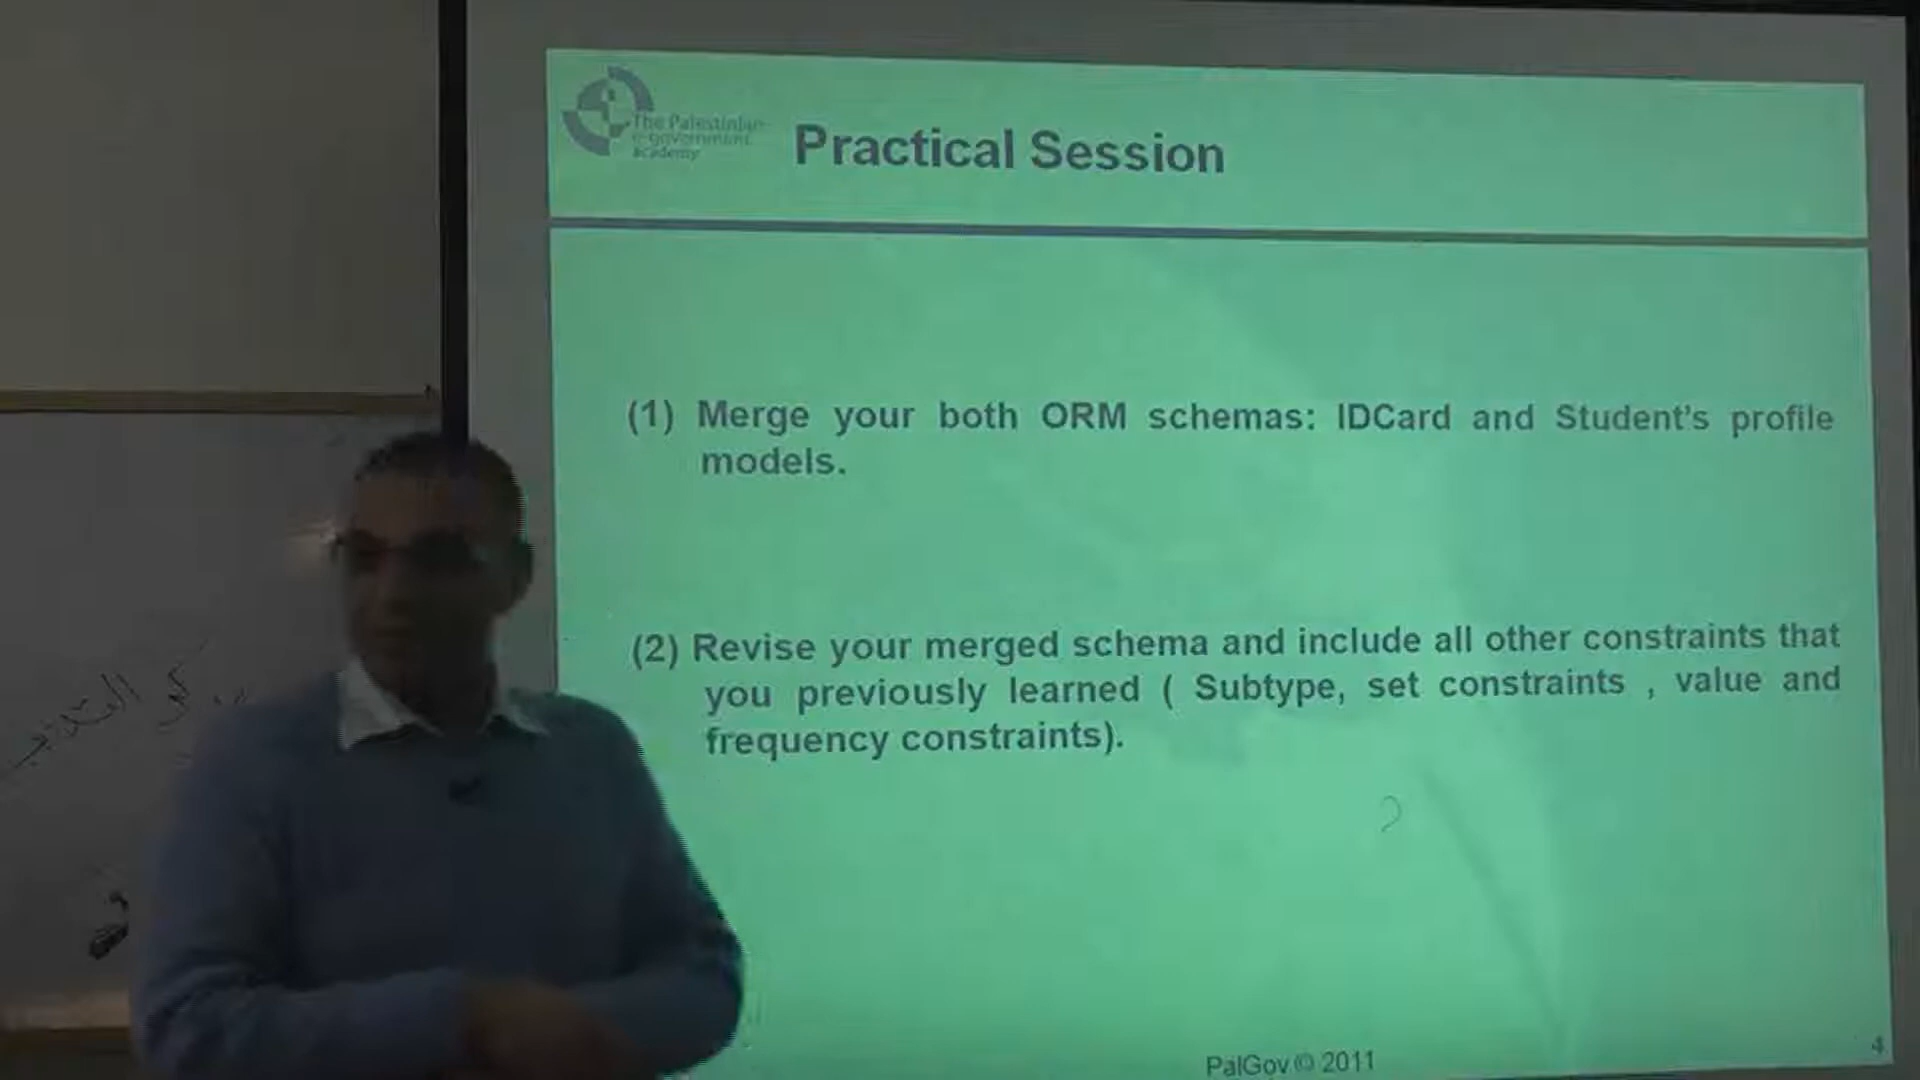 The Palestinian
e-government
academy
Practical Session
(1) Merge your both ORM schemas: IDCard and Student's profile
models.
(2) Revise your merged schema and include all other constraints that
you previously learned ( Subtype, set constraints , value and
frequency constraints).
PalGov © 2011
4